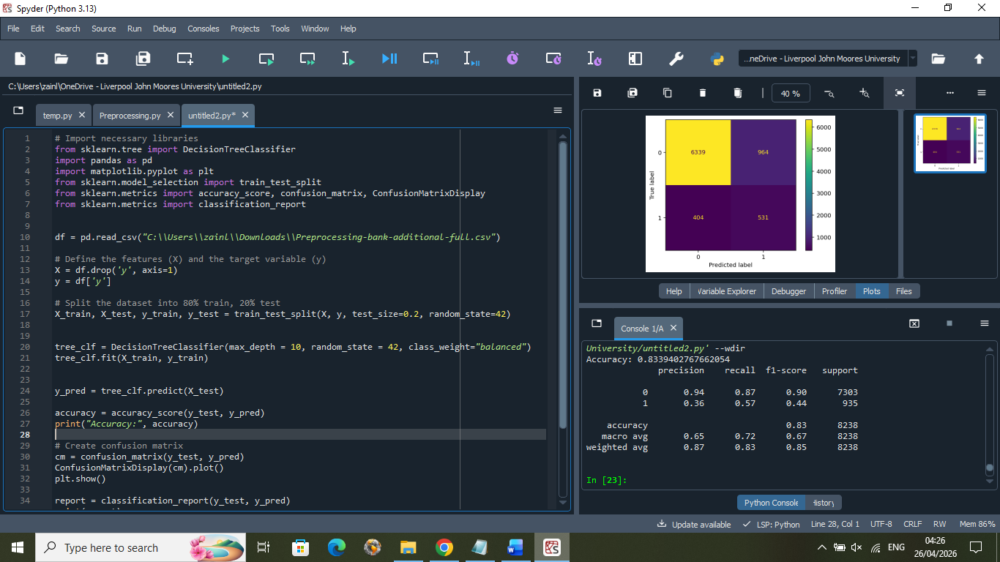 Spyder (Python 3.13)
File Edit Search Source Run Debug Consoles Projects Tools Window Help
...neDrive - Liverpool John Moores University
C:\Users\zainl\OneDrive - Liverpool John Moores University\untitled2.py
temp.py Preprocessing.py untitled2.py*
1 # Import necessary libraries
2 from sklearn.tree import DecisionTreeClassifier
3 import pandas as pd
4 import matplotlib.pyplot as plt
5 from sklearn.model_selection import train_test_split
6 from sklearn.metrics import accuracy_score, confusion_matrix, ConfusionMatrixDisplay
7 from sklearn.metrics import classification_report
8
9
10 df = pd.read_csv("C:\\Users\\zainl\\Downloads\\Preprocessing-bank-additional-full.csv")
11
12 # Define the features (X) and the target variable (y)
13 X = df.drop('y', axis=1)
14 y = df['y']
15
16 # Split the dataset into 80% train, 20% test
17 X_train, X_test, y_train, y_test = train_test_split(X, y, test_size=0.2, random_state=42)
18
19
20 tree_clf = DecisionTreeClassifier(max_depth = 10, random_state = 42, class_weight="balanced")
21 tree_clf.fit(X_train, y_train)
22
23
24 y_pred = tree_clf.predict(X_test)
25
26 accuracy = accuracy_score(y_test, y_pred)
27 print("Accuracy:", accuracy)
28
29 # Create confusion matrix
30 cm = confusion_matrix(y_test, y_pred)
31 ConfusionMatrixDisplay(cm).plot()
32 plt.show()
33
34 report = classification_report(y_test, y_pred)
40 %
6339 964
404 531
0
1
True label
0 1
Predicted label
6000
5000
4000
3000
2000
1000
Help Variable Explorer Debugger Profiler Plots Files
Console 1/A
University/untitled2.py' --wdir
Accuracy: 0.8339402767662054
precision recall f1-score support
0 0.94 0.87 0.90 7303
1 0.36 0.57 0.44 935
accuracy 0.83 8238
macro avg 0.65 0.72 0.67 8238
weighted avg 0.87 0.83 0.85 8238
In [23]:
Python Console History
Update available LSP: Python Line 28, Col 1 UTF-8 CRLF RW Mem 86%
Type here to search
ENG
04:26
26/04/2026